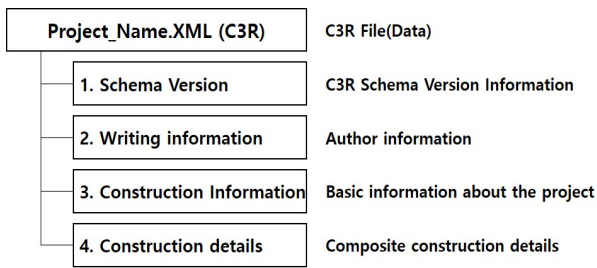 Project_Name.XML (C3R) C3R File(Data)
1. Schema Version C3R Schema Version Information
2. Writing information Author information
3. Construction Information Basic information about the project
4. Construction details Composite construction details